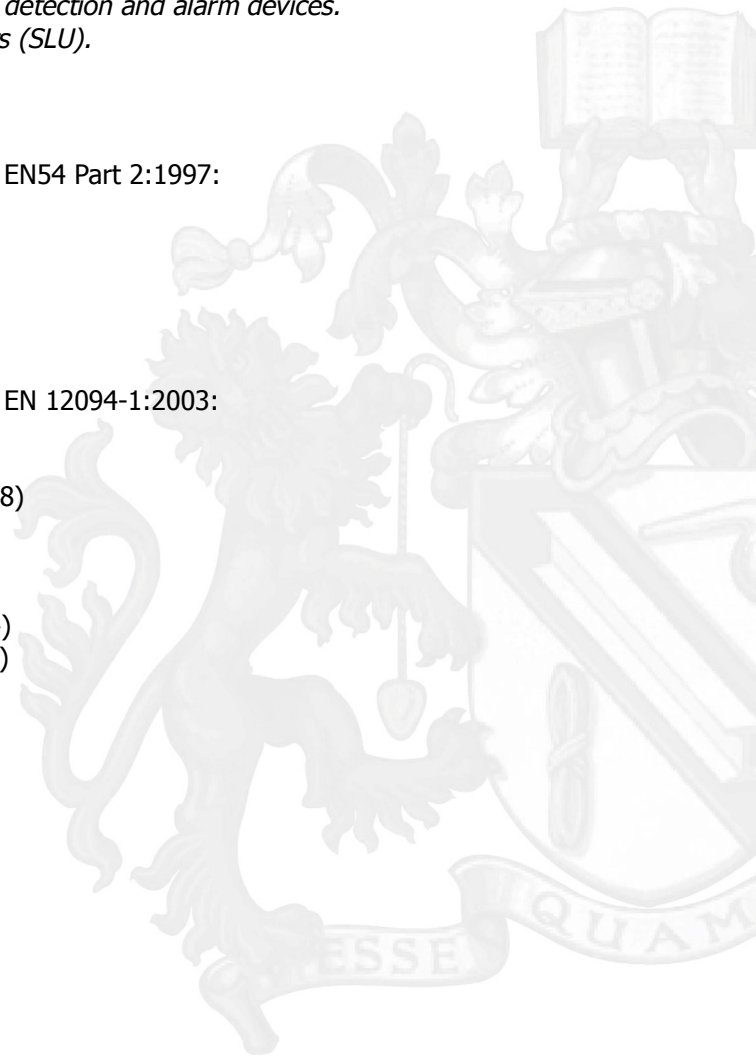 detection and alarm devices.
s (SLU).
EN54 Part 2:1997:
EN 12094-1:2003:
8)
)
)
ESSE
QUAM